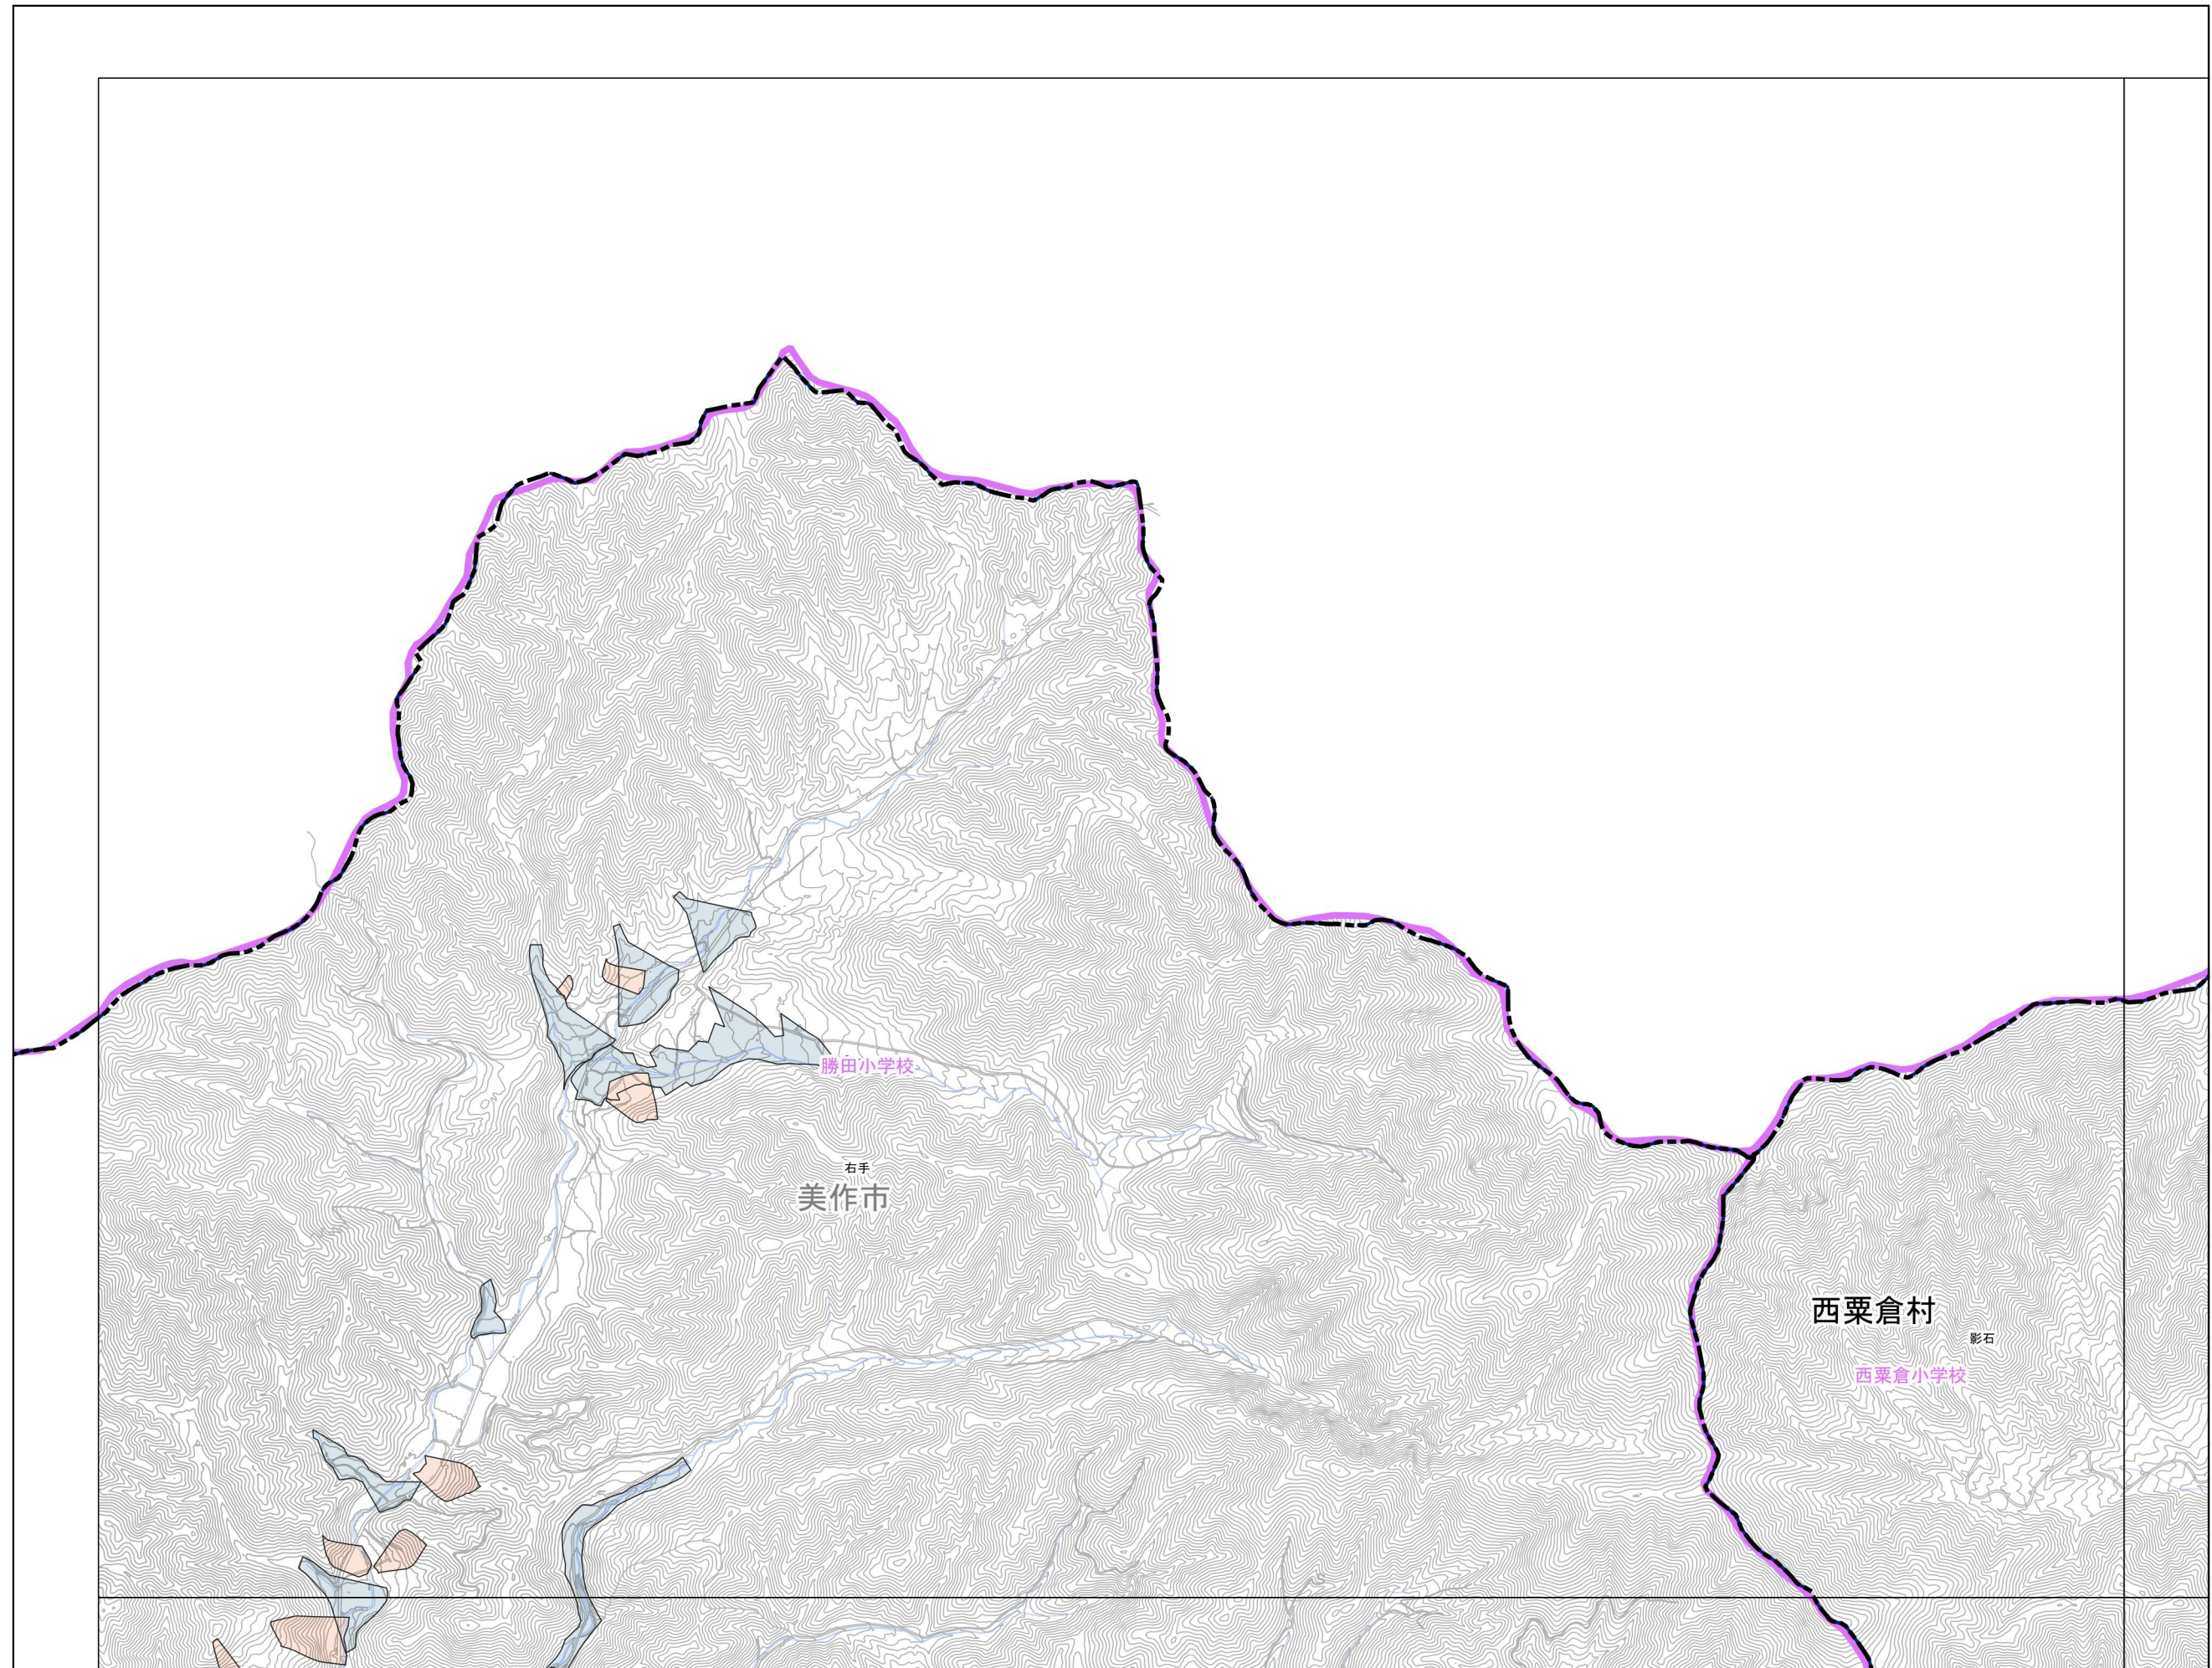 勝田小学校
右手
美作市
西粟倉村
影石
西粟倉小学校